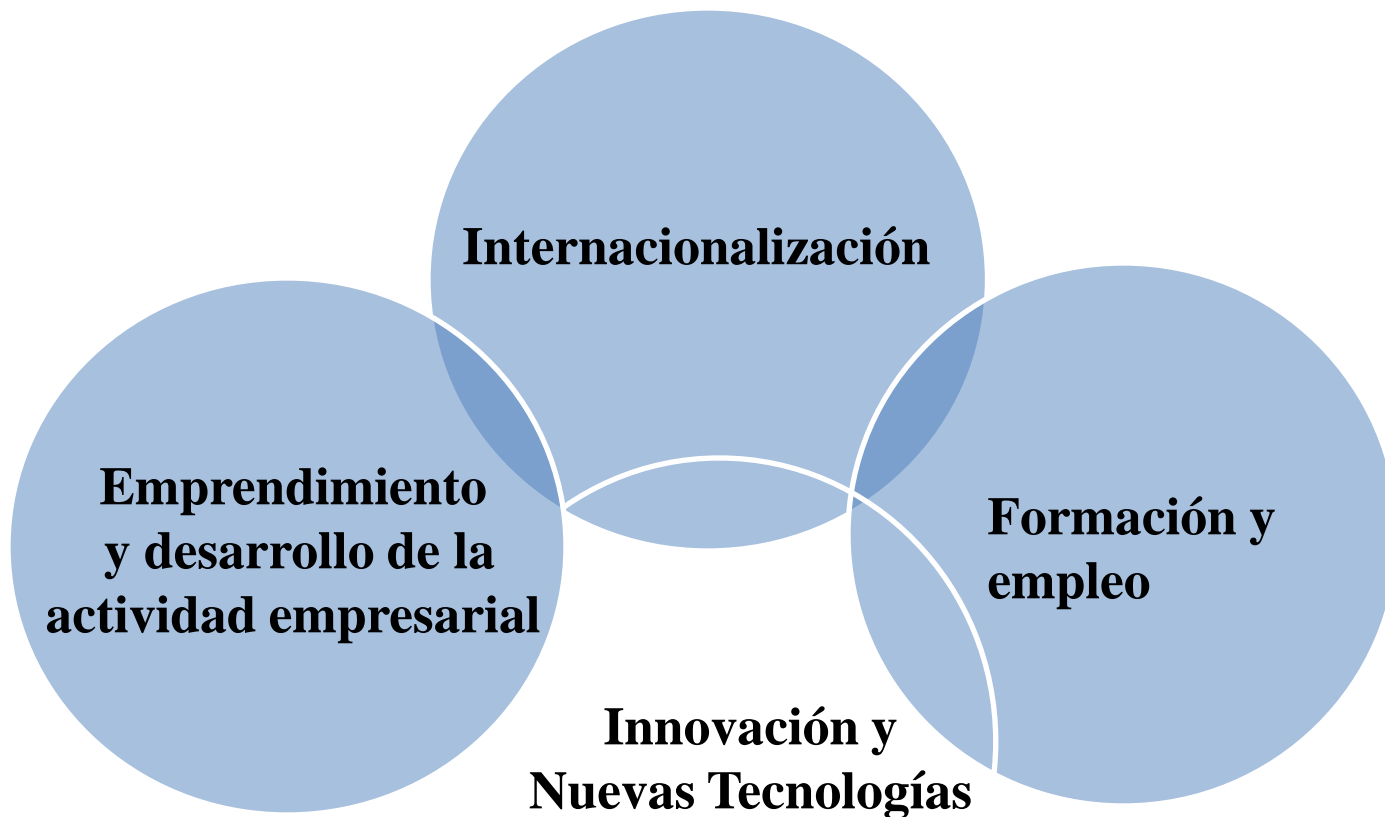 Internacionalización
Emprendimiento
y desarrollo de la
actividad empresarial
Formación y
empleo
Innovación y
Nuevas Tecnologías